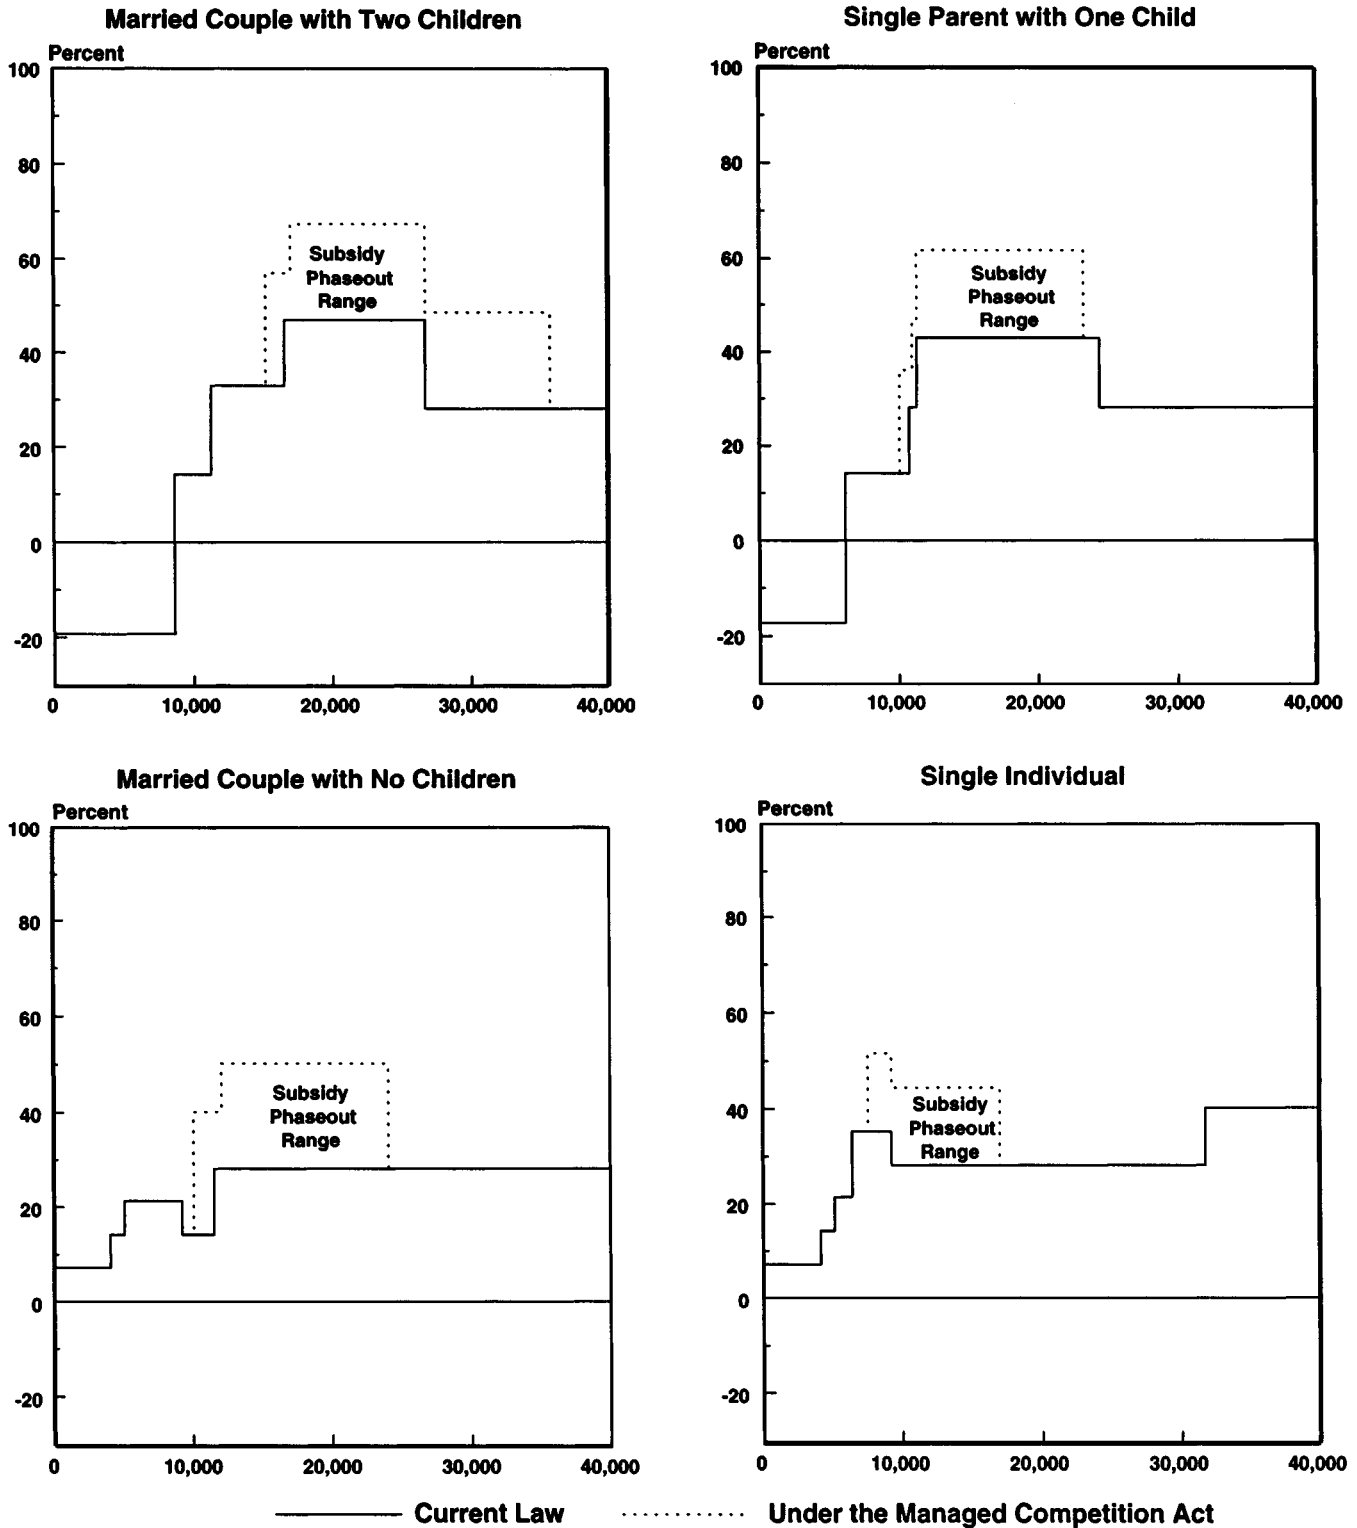 Married Couple with Two Children
Percent
100
80
60
40
20
0
-20
Subsidy
Phaseout
Range
0 10,000 20,000 30,000 40,000
Single Parent with One Child
Percent
100
80
60
40
20
0
-20
Subsidy
Phaseout
Range
0 10,000 20,000 30,000 40,000
Married Couple with No Children
Percent
100
80
60
40
20
0
-20
Subsidy
Phaseout
Range
0 10,000 20,000 30,000 40,000
Single Individual
Percent
100
80
60
40
20
0
-20
Subsidy
Phaseout
Range
0 10,000 20,000 30,000 40,000
Current Law Under the Managed Competition Act